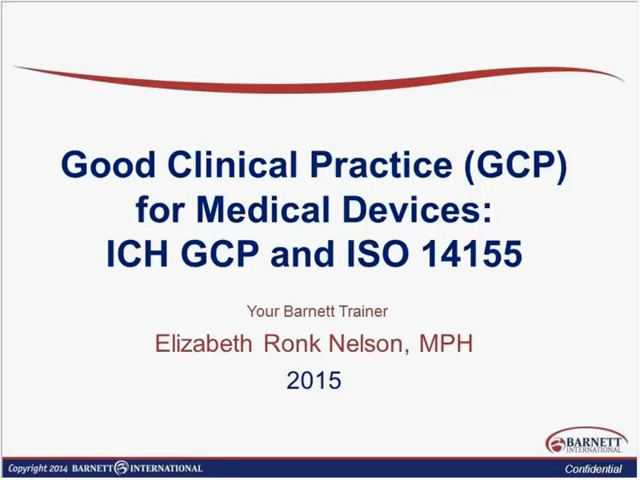 Good Clinical Practice (GCP)
for Medical Devices:
ICH GCP and ISO 14155
Your Barnett Trainer
Elizabeth Ronk Nelson, MPH
2015
BARNETT
INTERNATIONAL
Copyright 2014 BARNETT INTERNATIONAL
Confidential